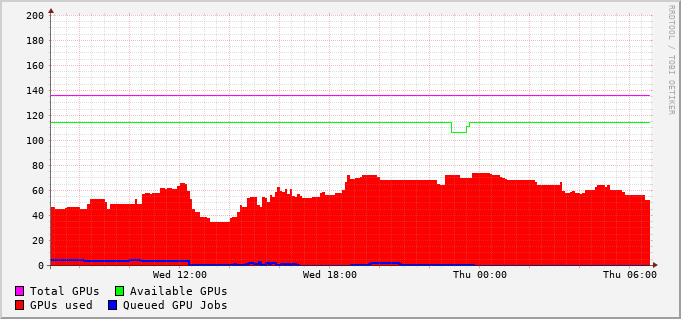 200
180
160
140
120
100
80
60
40
20
0
Wed 12:00 Wed 18:00 Thu 00:00 Thu 06:00
Total GPUs Available GPUs
GPUs used Queued GPU Jobs
RRDTOOL / TOBI OETIKER